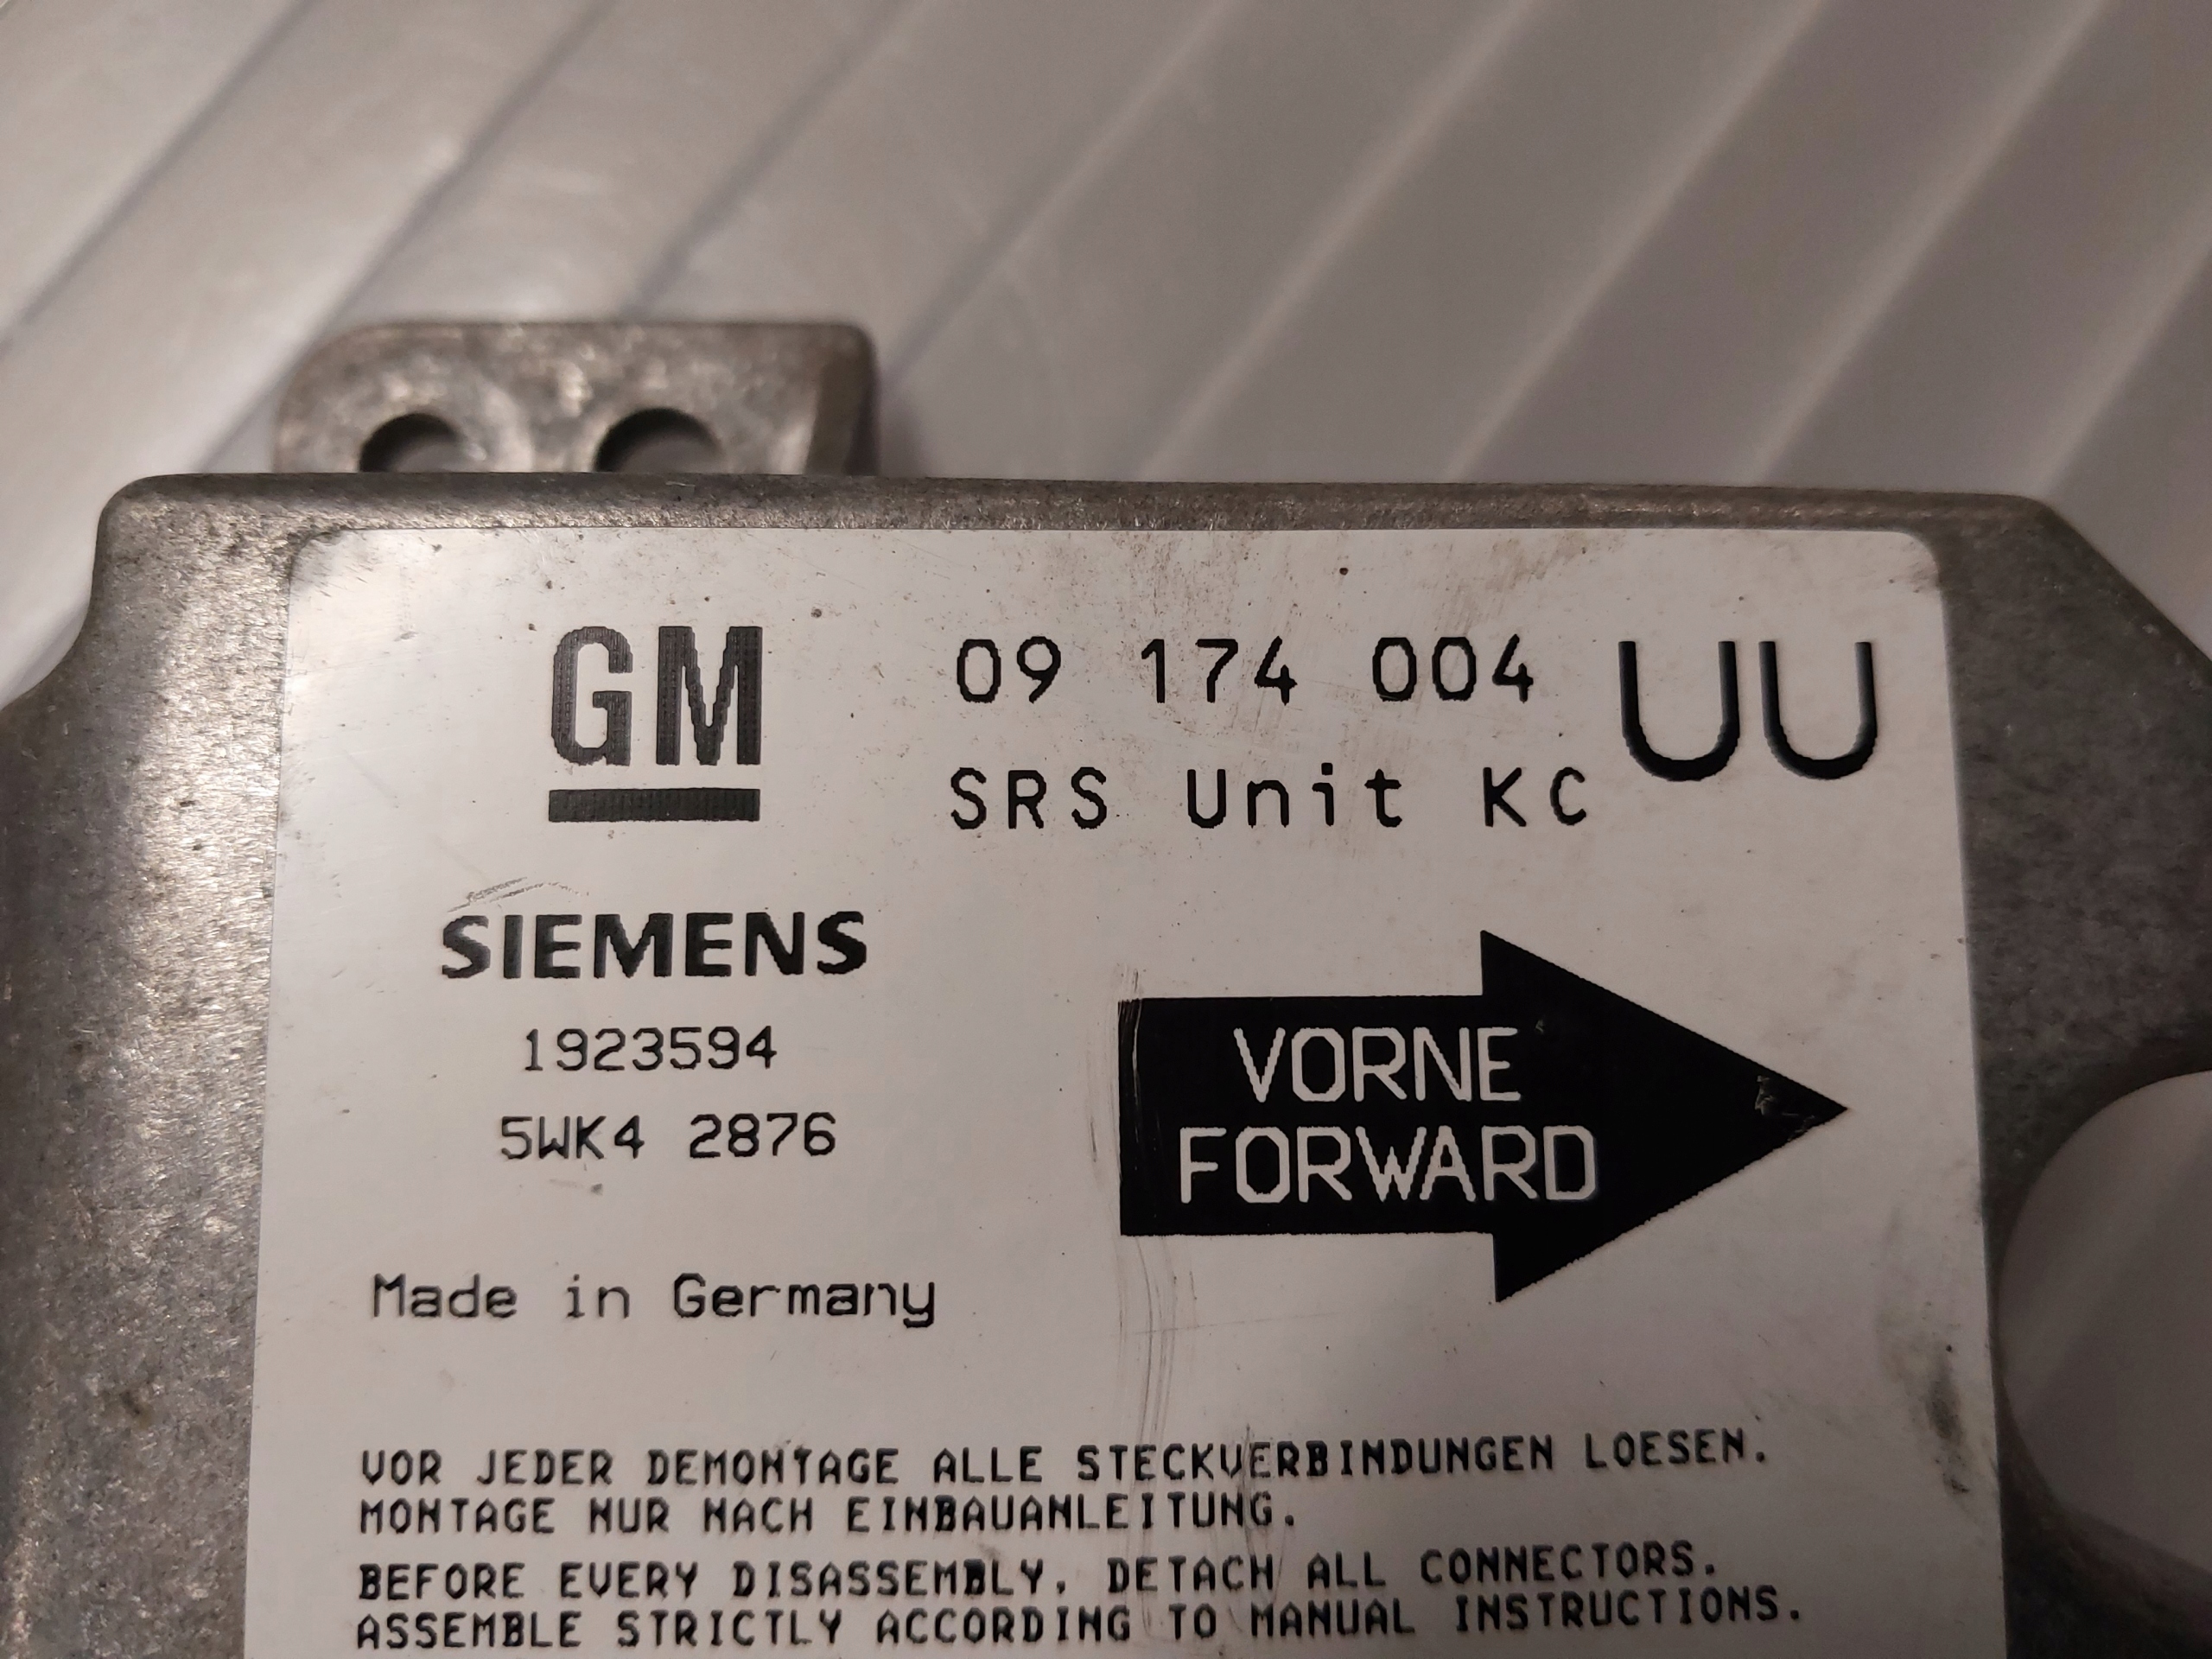 GM 09 174 004 UU
SRS Unit KC
SIEMENS
1923594
5WK4 2876
VORNE
FORWARD
Made in Germany
VOR JEDER DEMONTAGE ALLE STECKVERBINDUNGEN LOESEN.
MONTAGE NUR NACH EINBAUANLEITUNG.
BEFORE EVERY DISASSEMBLY, DETACH ALL CONNECTORS.
ASSEMBLE STRICTLY ACCORDING TO MANUAL INSTRUCTIONS.